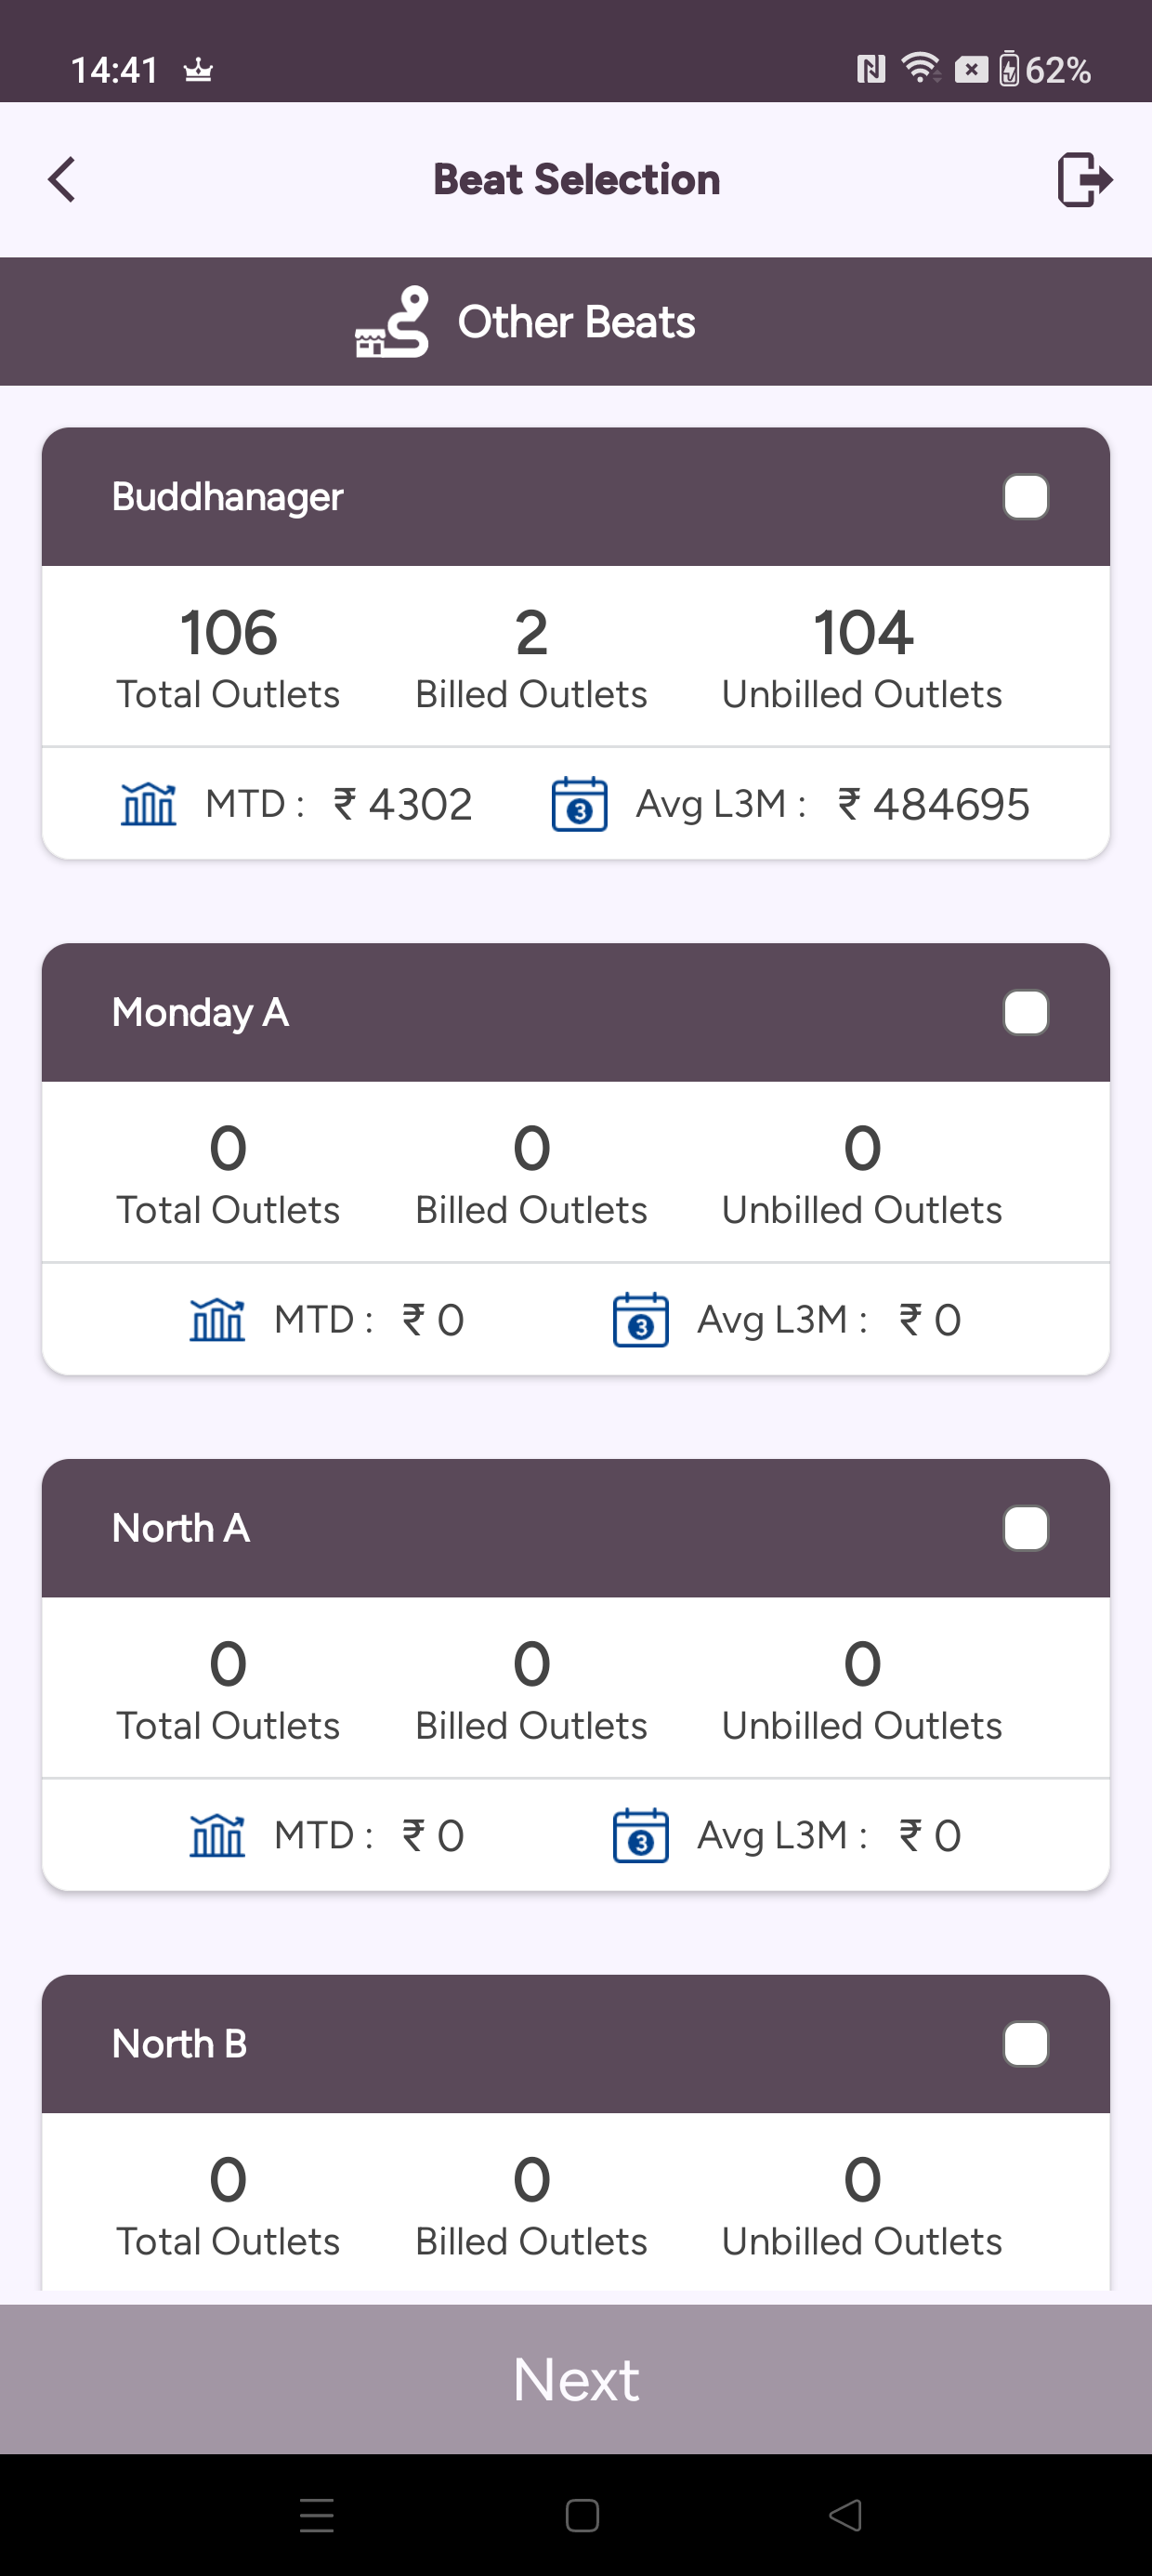 14:41 62%
Beat Selection
Other Beats
Buddhanager
106 2 104
Total Outlets Billed Outlets Unbilled Outlets
MTD : ₹ 4302 3 Avg L3M : ₹ 484695
Monday A
0 0 0
Total Outlets Billed Outlets Unbilled Outlets
MTD : ₹ 0 3 Avg L3M : ₹ 0
North A
0 0 0
Total Outlets Billed Outlets Unbilled Outlets
MTD : ₹ 0 3 Avg L3M : ₹ 0
North B
0 0 0
Total Outlets Billed Outlets Unbilled Outlets
Next